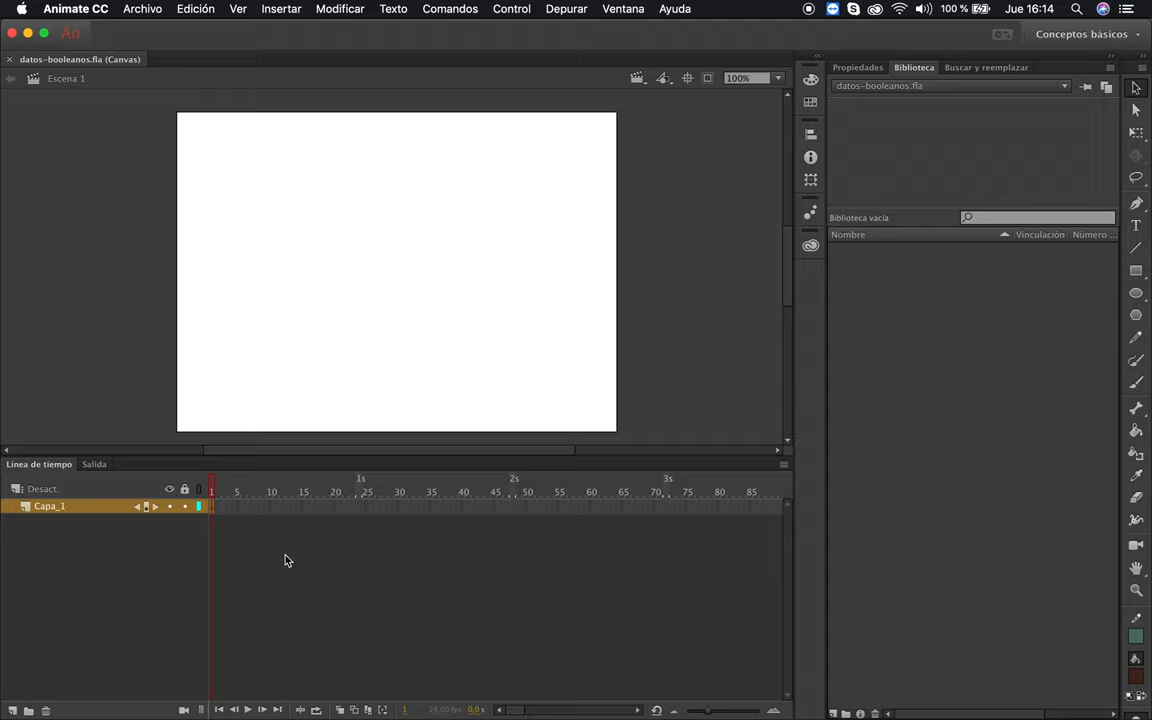 Animate CC Archivo Edición Ver Insertar Modificar Texto Comandos Control Depurar Ventana Ayuda 100 % Jue 16:14
An Conceptos básicos
× datos-booleanos.fla (Canvas)
Propiedades Biblioteca Buscar y reemplazar
Escena 1 100%
datos-booleanos.fla
Biblioteca vacía
Nombre Vinculación Número ...
Línea de tiempo Salida
1s 2s 3s
Desact. 1 5 10 15 20 25 30 35 40 45 50 55 60 65 70 75 80 85
Capa_1
1 24.00 fps 0.0 s